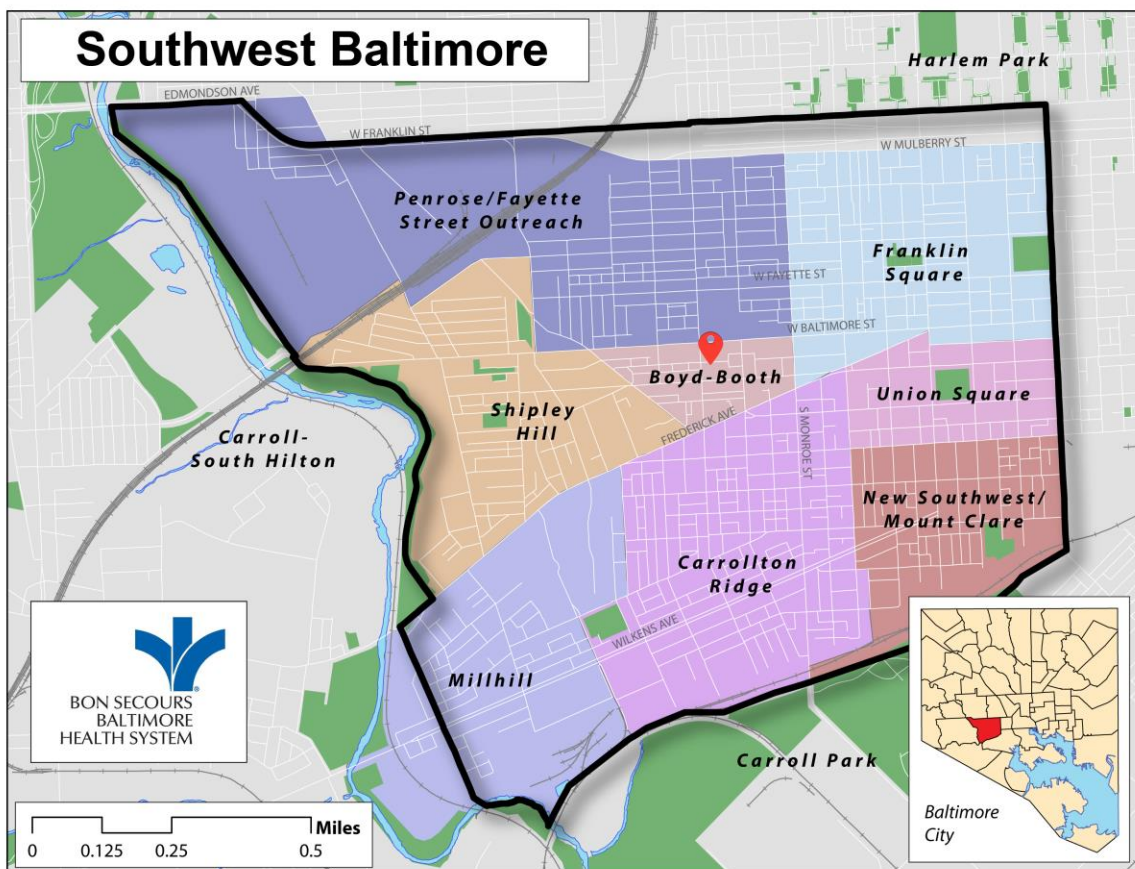 Southwest Baltimore
Harlem Park
EDMONDSON AVE
W FRANKLIN ST
W MULBERRY ST
Penrose/Fayette
Street Outreach
Franklin
Square
W FAYETTE ST
W BALTIMORE ST
Boyd-Booth
Union Square
Shipley
Hill
FREDERICK AVE
S MONROE ST
Carroll-
South Hilton
New Southwest/
Mount Clare
Carrollton
Ridge
WILKENS AVE
Millhill
Carroll Park
BON SECOURS
BALTIMORE
HEALTH SYSTEM
®
Miles
0 0.125 0.25 0.5
Baltimore
City